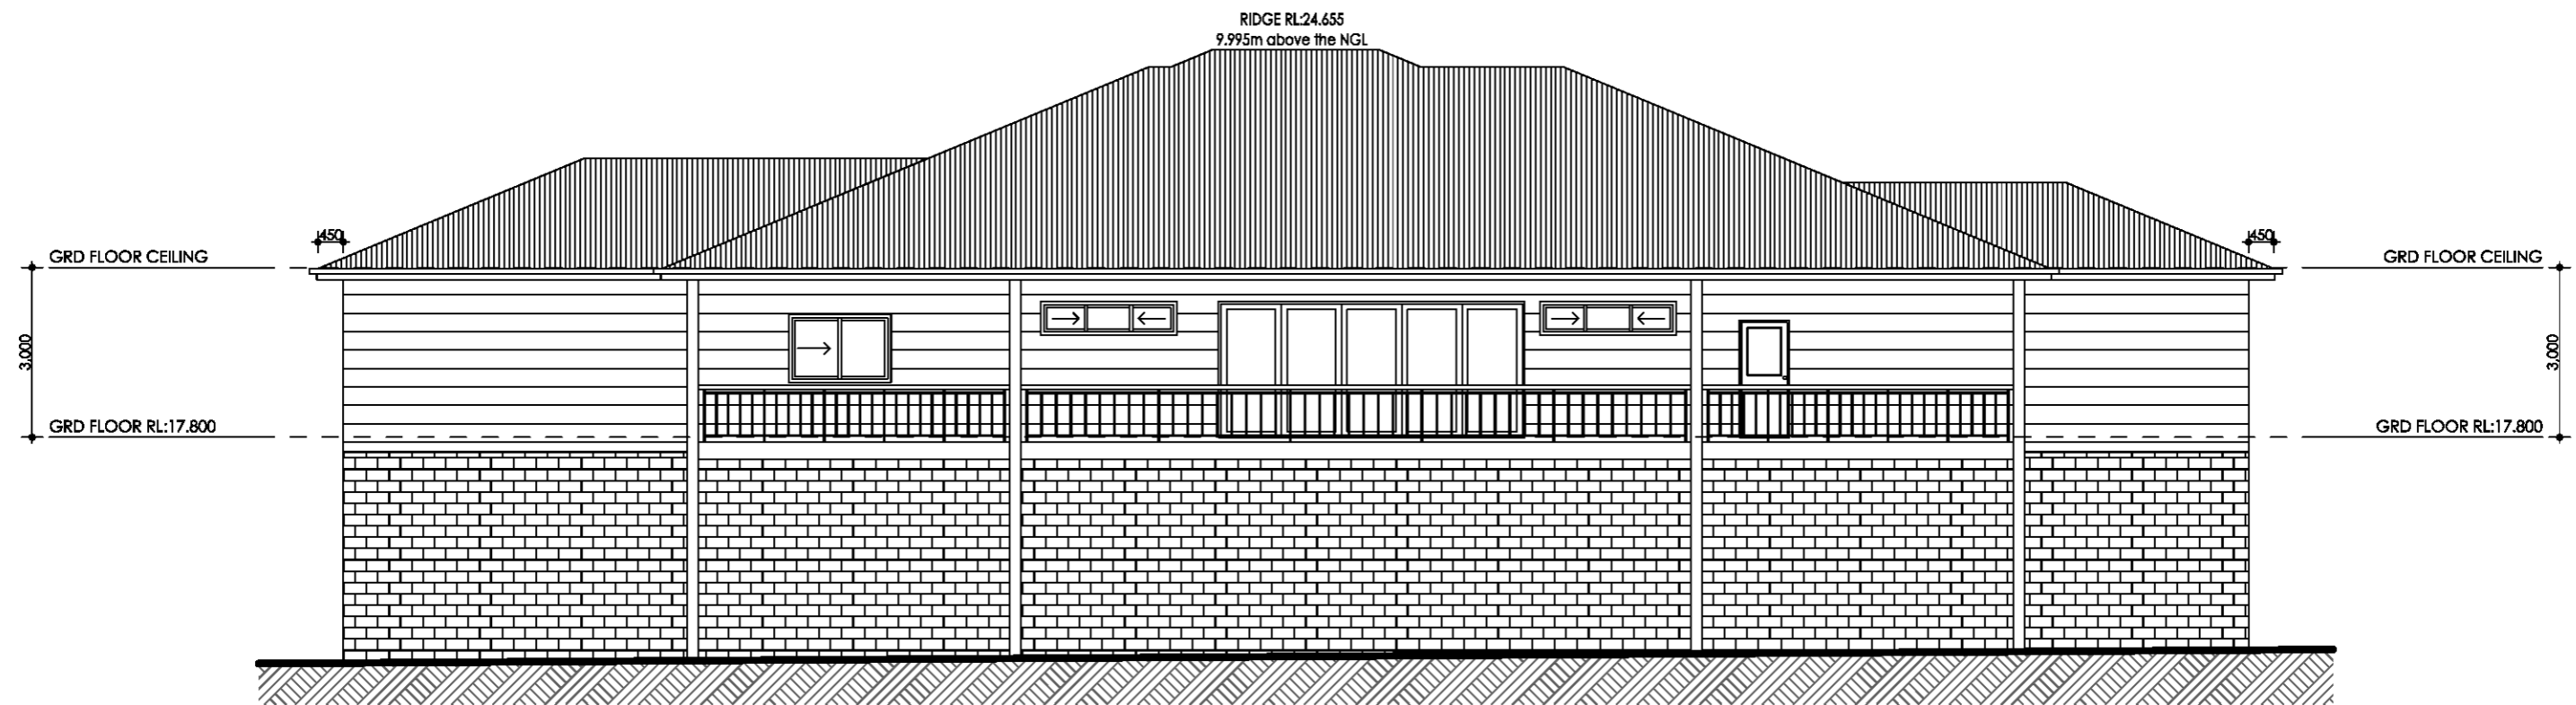 RIDGE RL:24.655
9.995m above the NGL
450
450
GRD FLOOR CEILING
GRD FLOOR CEILING
3,000
3,000
GRD FLOOR RL:17.800
GRD FLOOR RL:17.800